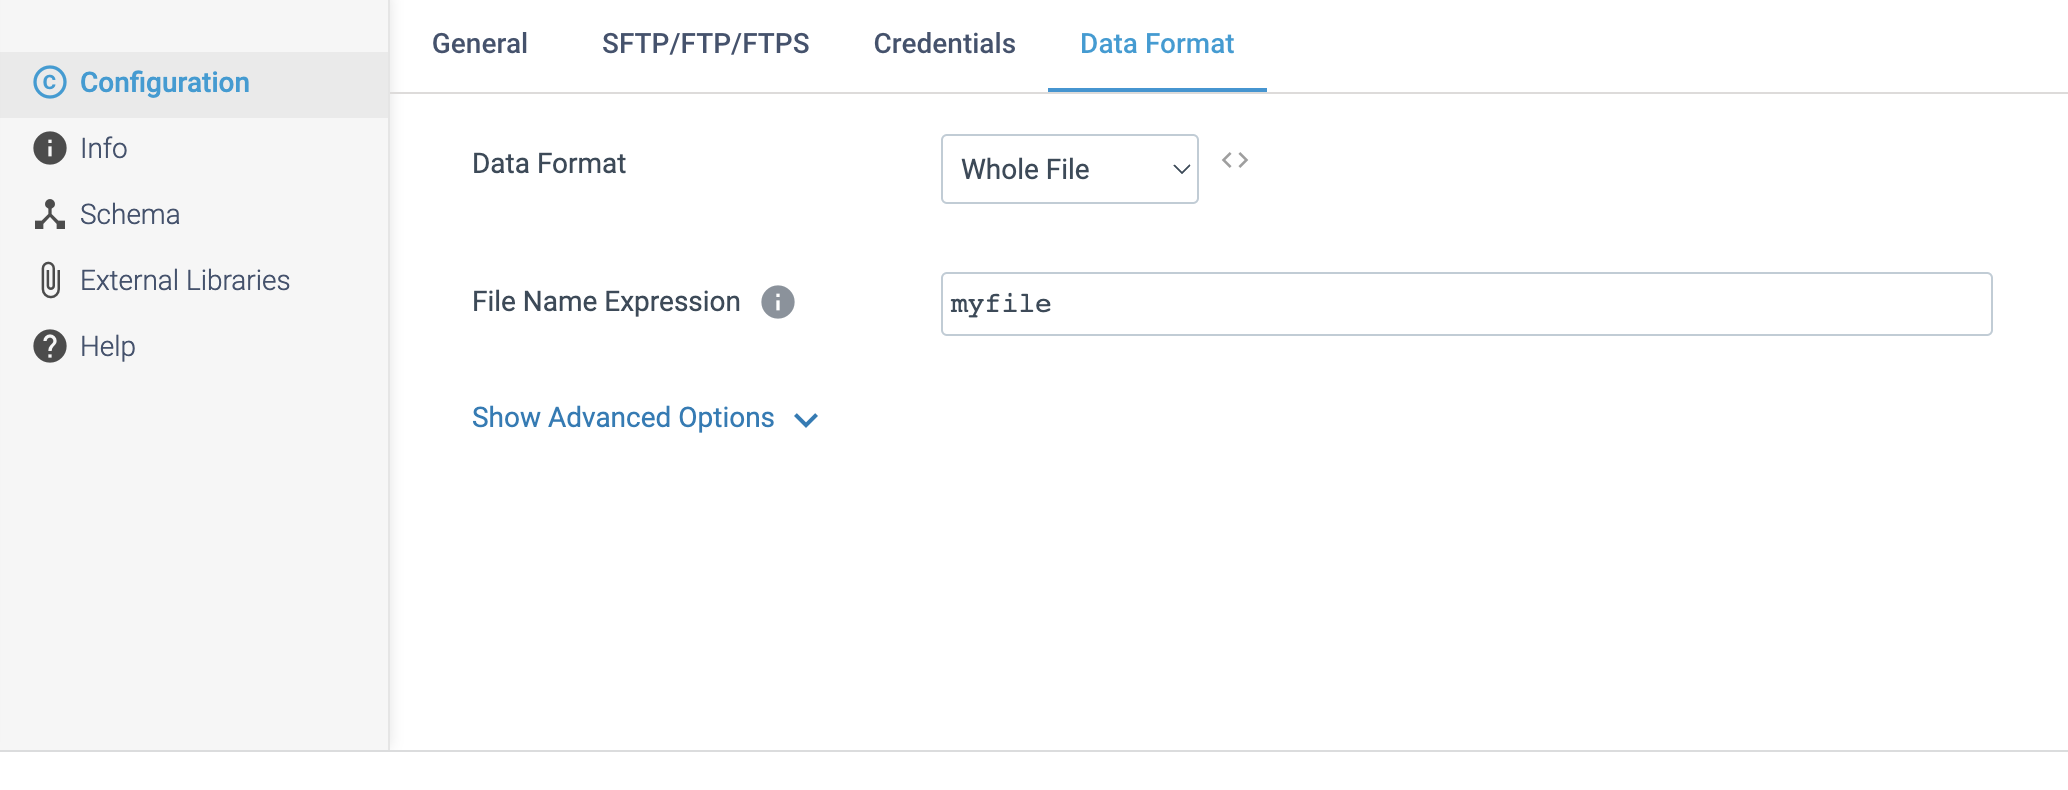 Configuration
Info
Schema
External Libraries
Help
General SFTP/FTP/FTPS Credentials Data Format
Data Format Whole File <>
File Name Expression myfile
Show Advanced Options